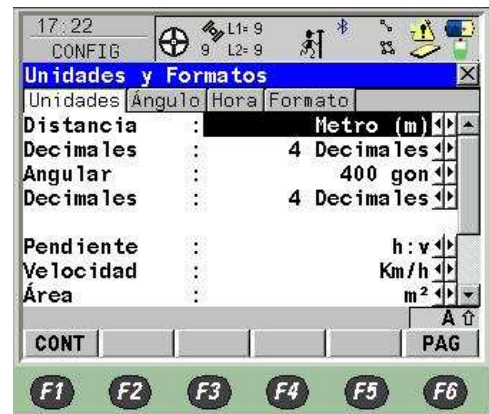 17:22
CONFIG
9
L1= 9
L2= 9
Unidades y Formatos
Unidades Ángulo Hora Formato
Distancia : Metro (m)
Decimales : 4 Decimales
Angular : 400 gon
Decimales : 4 Decimales
Pendiente : h:v
Velocidad : Km/h
Área : m²
A
CONT PAG
F1 F2 F3 F4 F5 F6